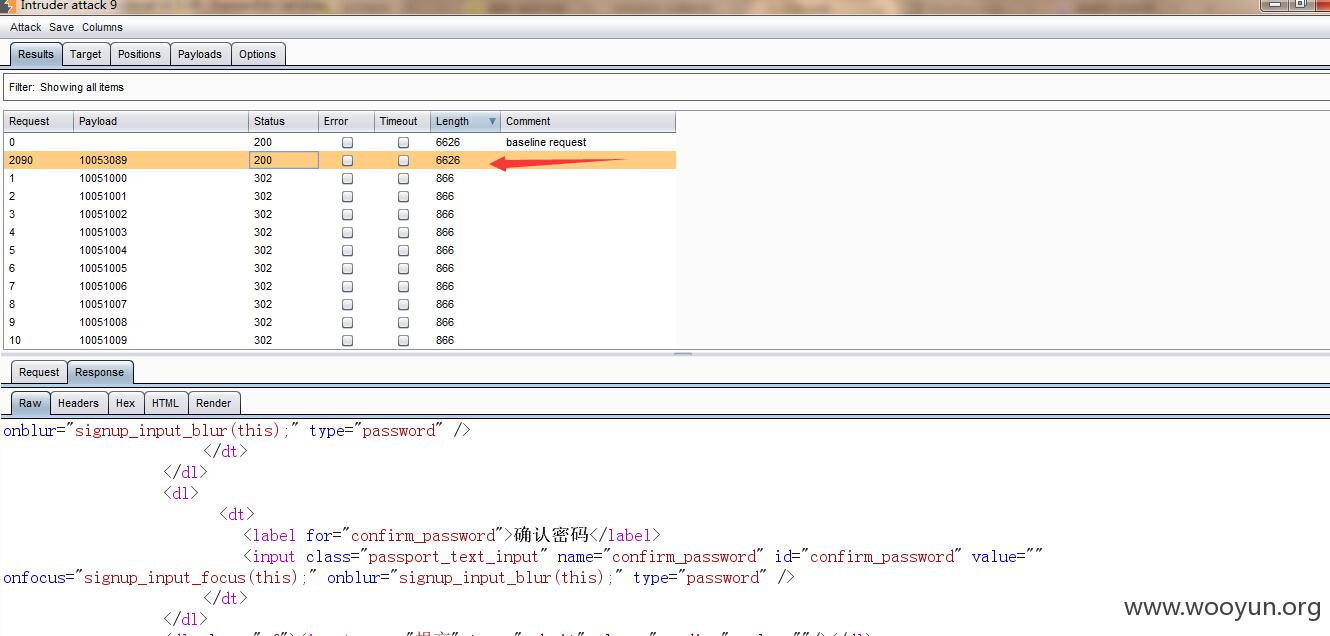 Intruder attack 9
Attack Save Columns
Results Target Positions Payloads Options
Filter: Showing all items
Request Payload Status Error Timeout Length Comment
0 200 6626 baseline request
2090 10053089 200 6626
1 10051000 302 866
2 10051001 302 866
3 10051002 302 866
4 10051003 302 866
5 10051004 302 866
6 10051005 302 866
7 10051006 302 866
8 10051007 302 866
9 10051008 302 866
10 10051009 302 866
Request Response
Raw Headers Hex HTML Render
onblur="signup_input_blur(this);" type="password" />
</dt>
</dl>
<dl>
<dt>
<label for="confirm_password">确认密码</label>
<input class="passport_text_input" name="confirm_password" id="confirm_password" value=""
onfocus="signup_input_focus(this);" onblur="signup_input_blur(this);" type="password" />
</dt>
</dl>
www.wooyun.org